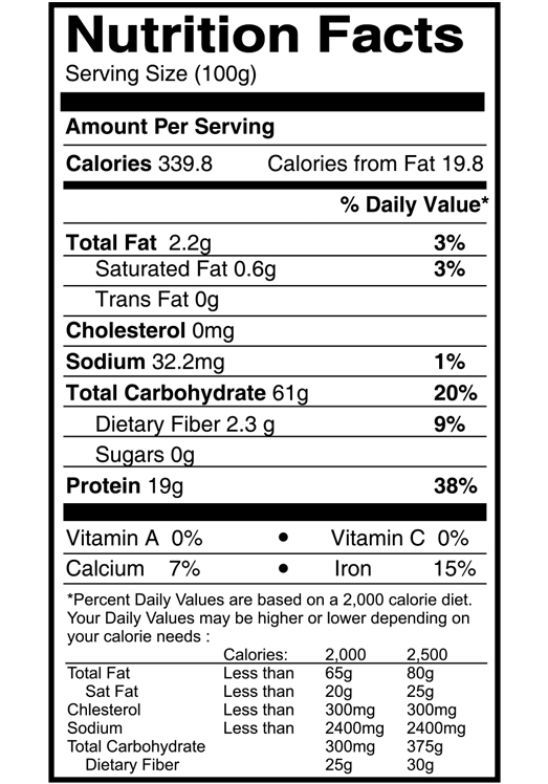 Nutrition Facts
Serving Size (100g)
Amount Per Serving
Calories 339.8 Calories from Fat 19.8
% Daily Value*
Total Fat 2.2g 3%
Saturated Fat 0.6g 3%
Trans Fat 0g
Cholesterol 0mg
Sodium 32.2mg 1%
Total Carbohydrate 61g 20%
Dietary Fiber 2.3 g 9%
Sugars 0g
Protein 19g 38%
Vitamin A 0% • Vitamin C 0%
Calcium 7% • Iron 15%
*Percent Daily Values are based on a 2,000 calorie diet.
Your Daily Values may be higher or lower depending on
your calorie needs :
Calories: 2,000 2,500
Total Fat Less than 65g 80g
Sat Fat Less than 20g 25g
Chlesterol Less than 300mg 300mg
Sodium Less than 2400mg 2400mg
Total Carbohydrate 300mg 375g
Dietary Fiber 25g 30g